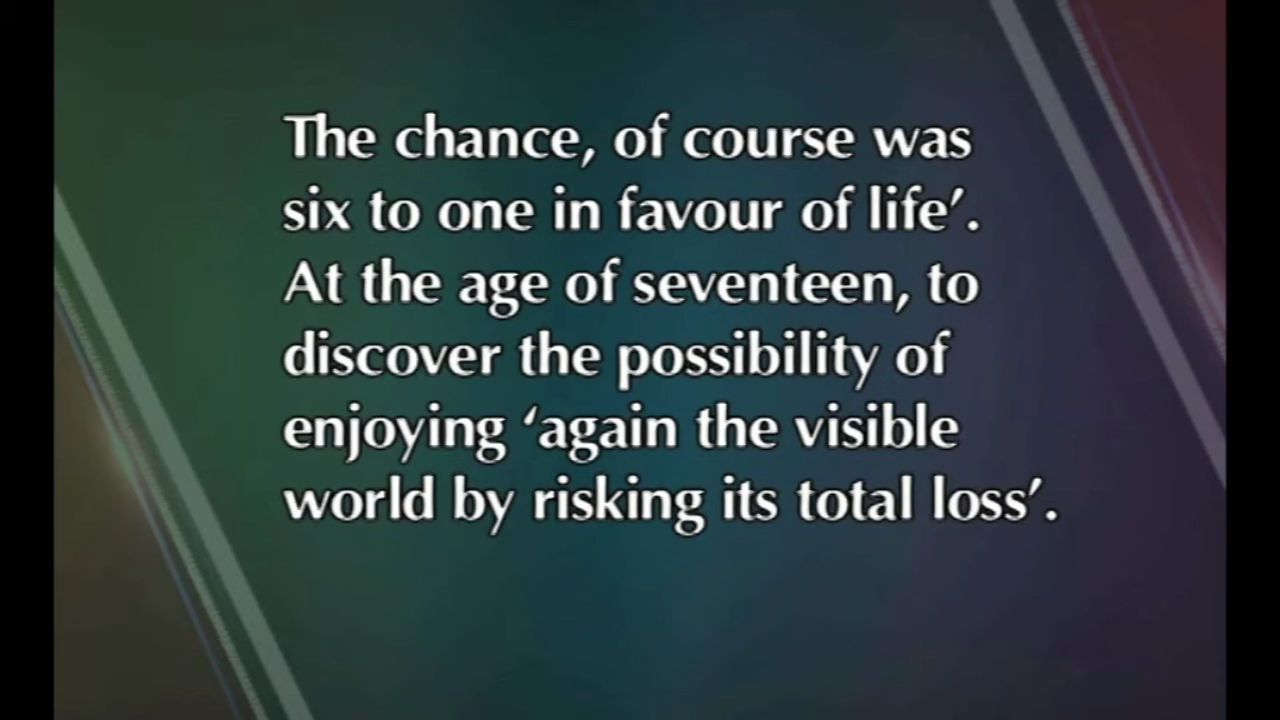 The chance, of course was
six to one in favour of life’.
At the age of seventeen, to
discover the possibility of
enjoying ‘again the visible
world by risking its total loss’.